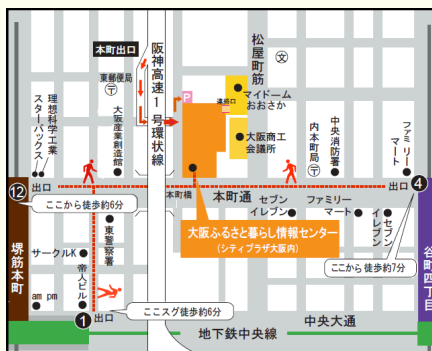 本町出口
阪神高速1号環状線
松屋町筋
文
東郵便局
〒
P
連絡口
マイドーム
おおさか
理想科学工業
スターバックス
大阪産業創造館
大阪商工
会議所
内本町局
〒
中央消防署
ファミリー
マート
12
出口
本町橋
本町通
出口
4
ここから徒歩約6分
セブン
イレブン
ファミリー
マート
セブン
イレブン
大阪ふるさと暮らし情報センター
(シティプラザ大阪内)
堺筋本町
サークルK
東警察署
ここから 徒歩約7分
谷町四丁目
帝人ビル
am pm
ここスグ徒歩約6分
1
出口
中央大通
地下鉄中央線